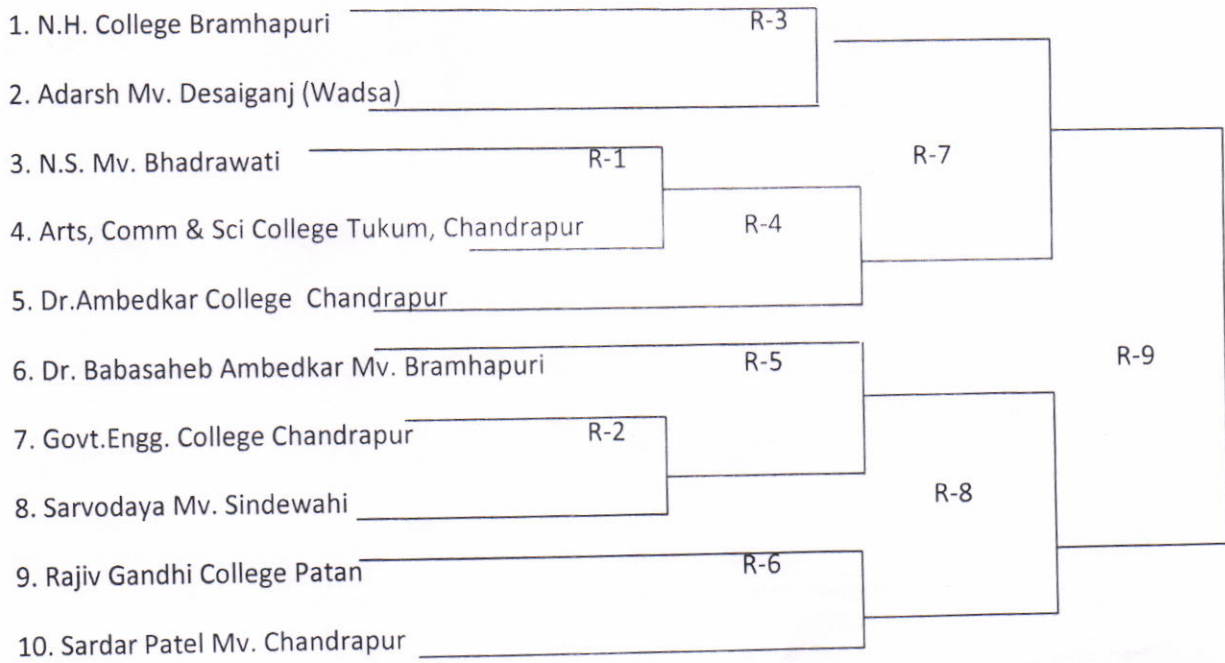 1. N.H. College Bramhapuri R-3
2. Adarsh Mv. Desaiganj (Wadsa)
3. N.S. Mv. Bhadrawati R-1 R-7
4. Arts, Comm & Sci College Tukum, Chandrapur R-4
5. Dr.Ambedkar College Chandrapur
6. Dr. Babasaheb Ambedkar Mv. Bramhapuri R-5 R-9
7. Govt.Engg. College Chandrapur R-2
8. Sarvodaya Mv. Sindewahi R-8
9. Rajiv Gandhi College Patan R-6
10. Sardar Patel Mv. Chandrapur